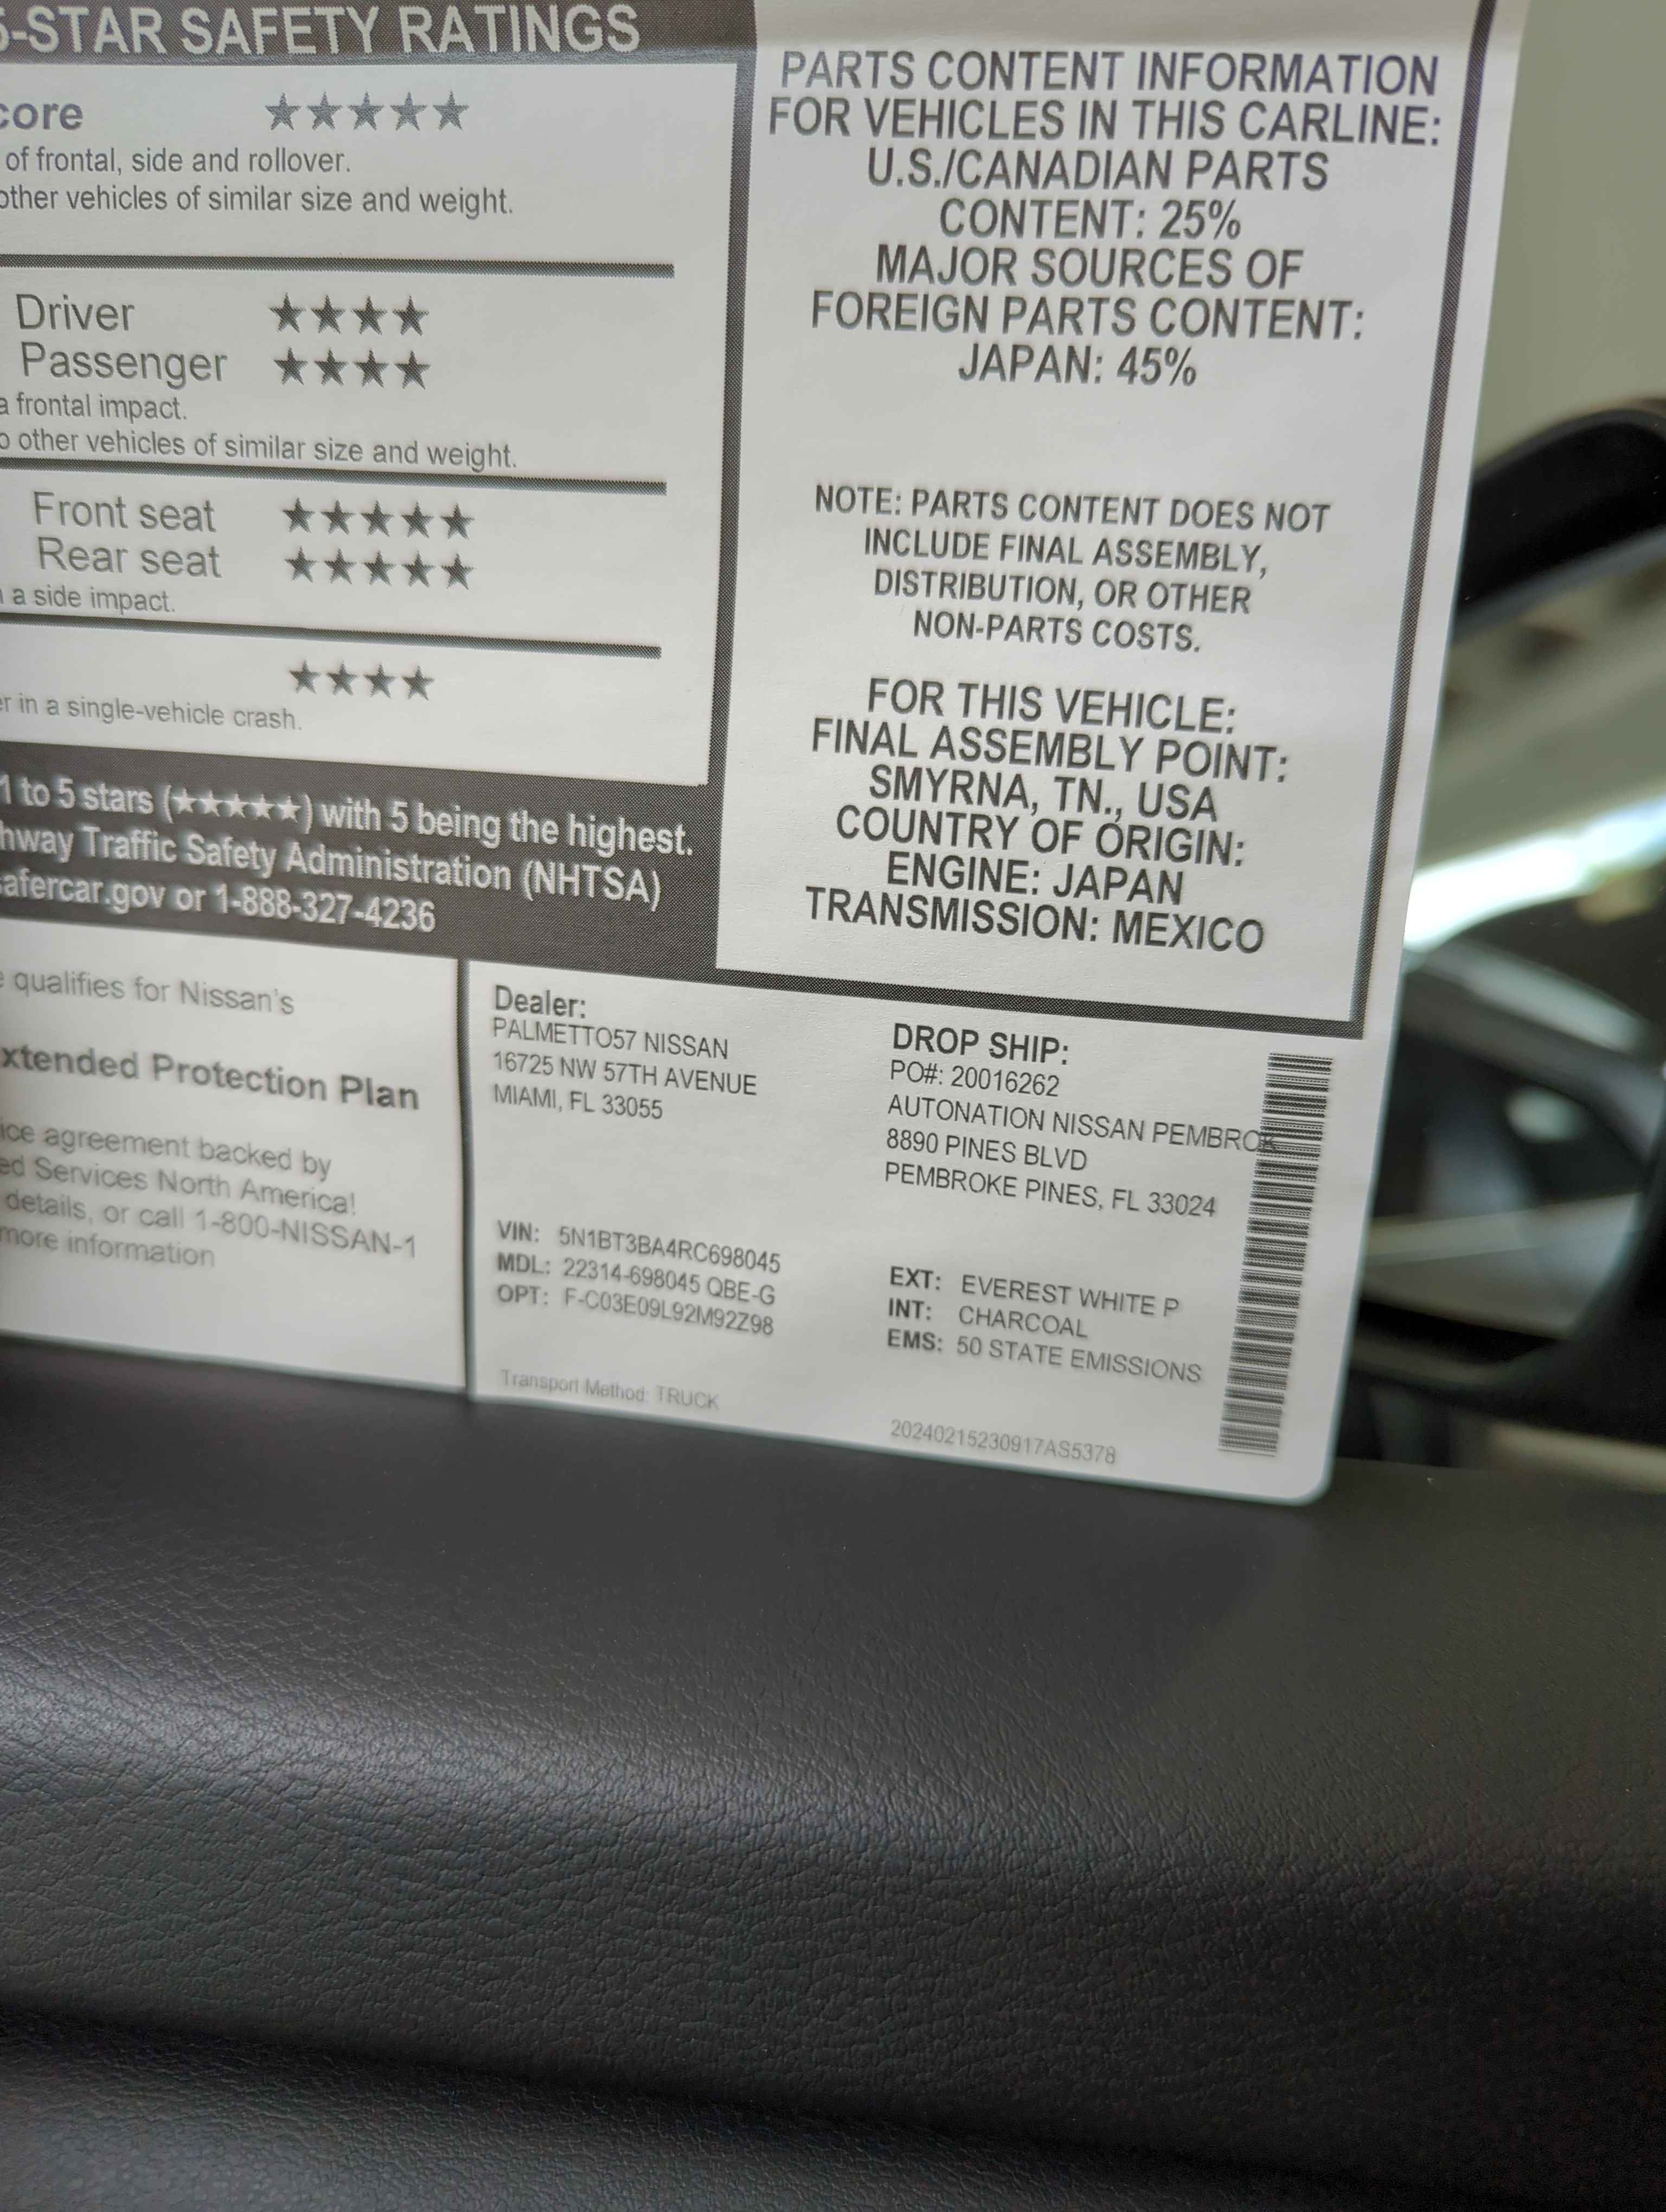 5-STAR SAFETY RATINGS
core ★★★★★
of frontal, side and rollover.
other vehicles of similar size and weight.
Driver ★★★★
Passenger ★★★★
a frontal impact.
o other vehicles of similar size and weight.
Front seat ★★★★★
Rear seat ★★★★★
a side impact.
★★★★
er in a single-vehicle crash.
1 to 5 stars (★★★★★) with 5 being the highest.
hway Traffic Safety Administration (NHTSA)
safercar.gov or 1-888-327-4236
PARTS CONTENT INFORMATION
FOR VEHICLES IN THIS CARLINE:
U.S./CANADIAN PARTS
CONTENT: 25%
MAJOR SOURCES OF
FOREIGN PARTS CONTENT:
JAPAN: 45%
NOTE: PARTS CONTENT DOES NOT
INCLUDE FINAL ASSEMBLY,
DISTRIBUTION, OR OTHER
NON-PARTS COSTS.
FOR THIS VEHICLE:
FINAL ASSEMBLY POINT:
SMYRNA, TN., USA
COUNTRY OF ORIGIN:
ENGINE: JAPAN
TRANSMISSION: MEXICO
e qualifies for Nissan's
xtended Protection Plan
ice agreement backed by
ed Services North America!
details, or call 1-800-NISSAN-1
more information
Dealer:
PALMETTO57 NISSAN
16725 NW 57TH AVENUE
MIAMI, FL 33055
VIN: 5N1BT3BA4RC698045
MDL: 22314-698045 QBE-G
OPT: F-C03E09L92M92Z98
Transport Method: TRUCK
DROP SHIP:
PO#: 20016262
AUTONATION NISSAN PEMBROK
8890 PINES BLVD
PEMBROKE PINES, FL 33024
EXT: EVEREST WHITE P
INT: CHARCOAL
EMS: 50 STATE EMISSIONS
20240215230917AS5378